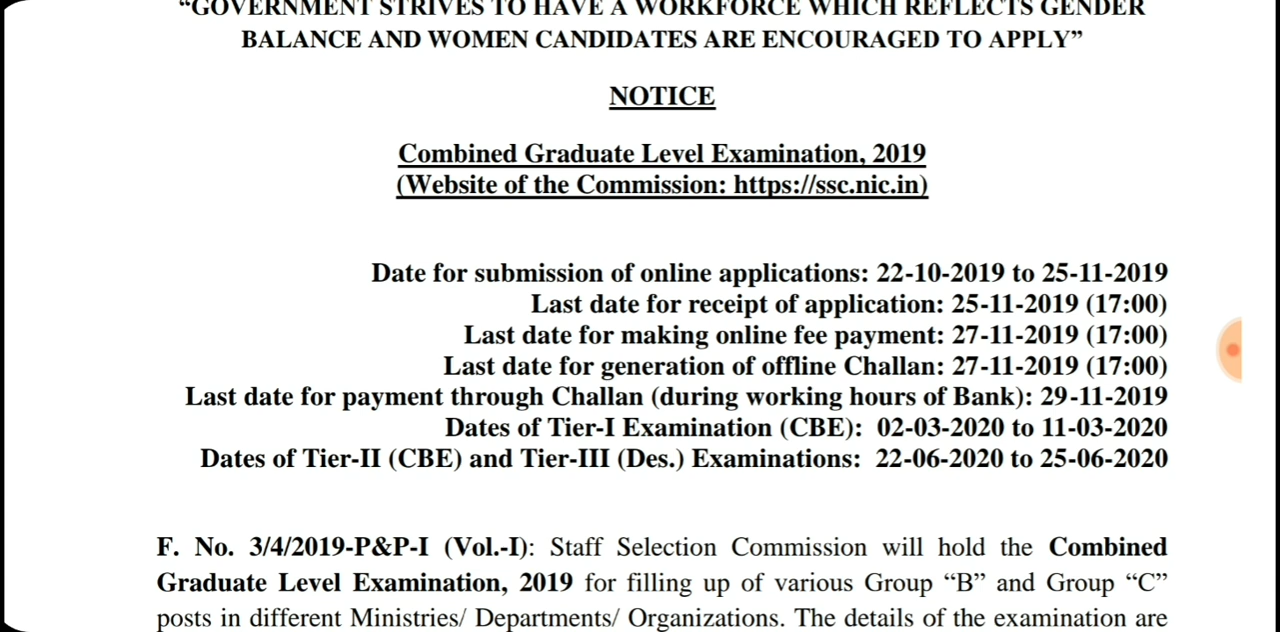 “GOVERNMENT STRIVES TO HAVE A WORKFORCE WHICH REFLECTS GENDER
BALANCE AND WOMEN CANDIDATES ARE ENCOURAGED TO APPLY”
NOTICE
Combined Graduate Level Examination, 2019
(Website of the Commission: https://ssc.nic.in)
Date for submission of online applications: 22-10-2019 to 25-11-2019
Last date for receipt of application: 25-11-2019 (17:00)
Last date for making online fee payment: 27-11-2019 (17:00)
Last date for generation of offline Challan: 27-11-2019 (17:00)
Last date for payment through Challan (during working hours of Bank): 29-11-2019
Dates of Tier-I Examination (CBE): 02-03-2020 to 11-03-2020
Dates of Tier-II (CBE) and Tier-III (Des.) Examinations: 22-06-2020 to 25-06-2020
F. No. 3/4/2019-P&P-I (Vol.-I): Staff Selection Commission will hold the Combined
Graduate Level Examination, 2019 for filling up of various Group “B” and Group “C”
posts in different Ministries/ Departments/ Organizations. The details of the examination are